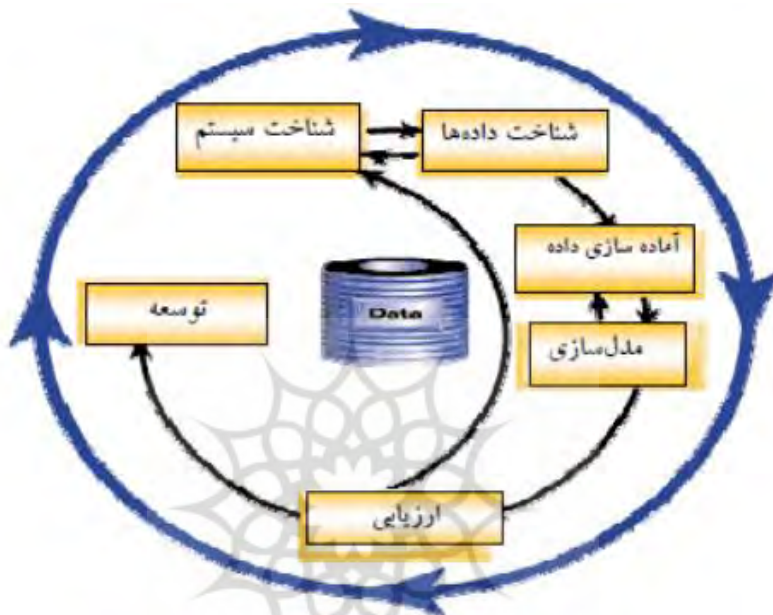 شناخت سیستم
شناخت داده‌ها
آماده سازی داده
مدل‌سازی
ارزیابی
توسعه
Data